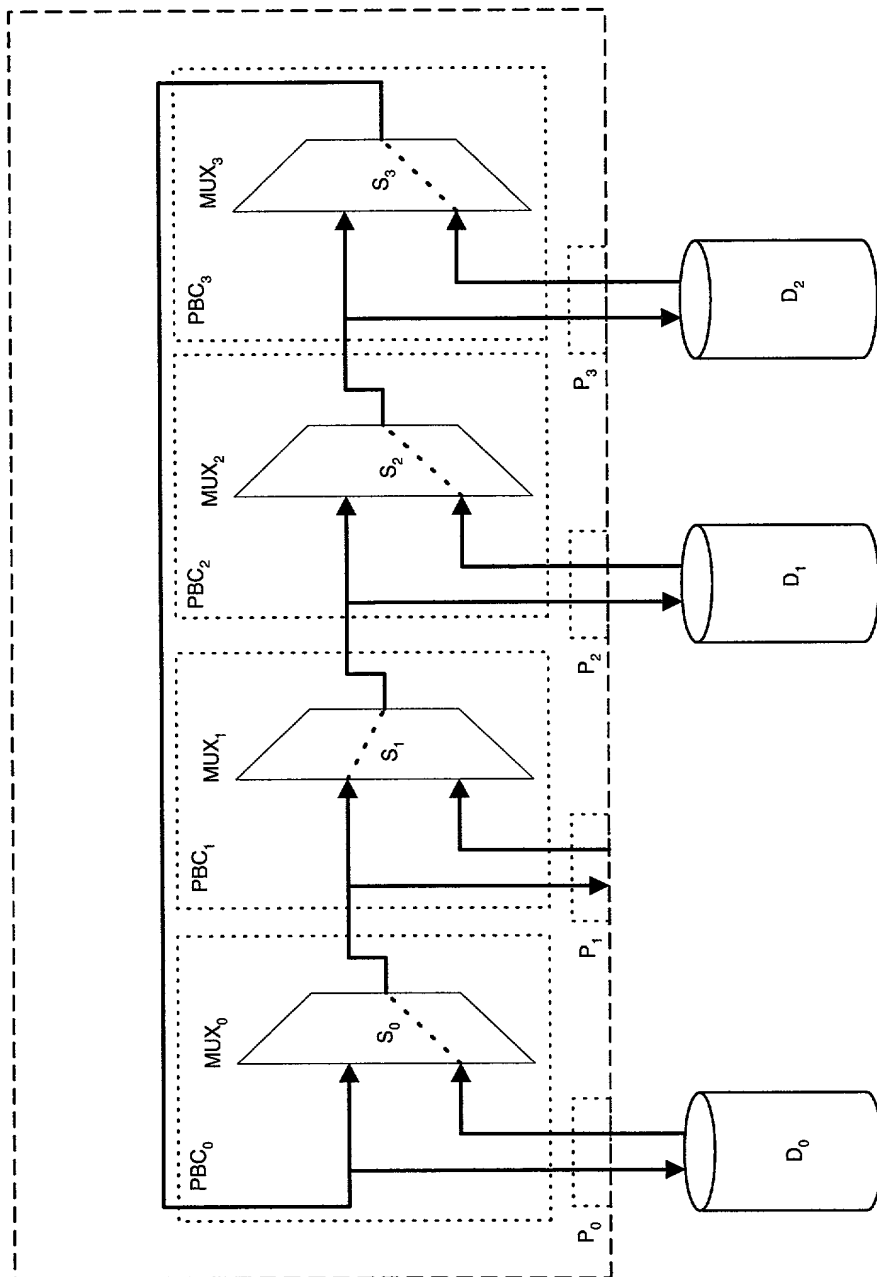 MUX₀
MUX₁
MUX₂
MUX₃
PBC₀
PBC₁
PBC₂
PBC₃
S₀
S₁
S₂
S₃
P₀
P₁
P₂
P₃
D₀
D₁
D₂